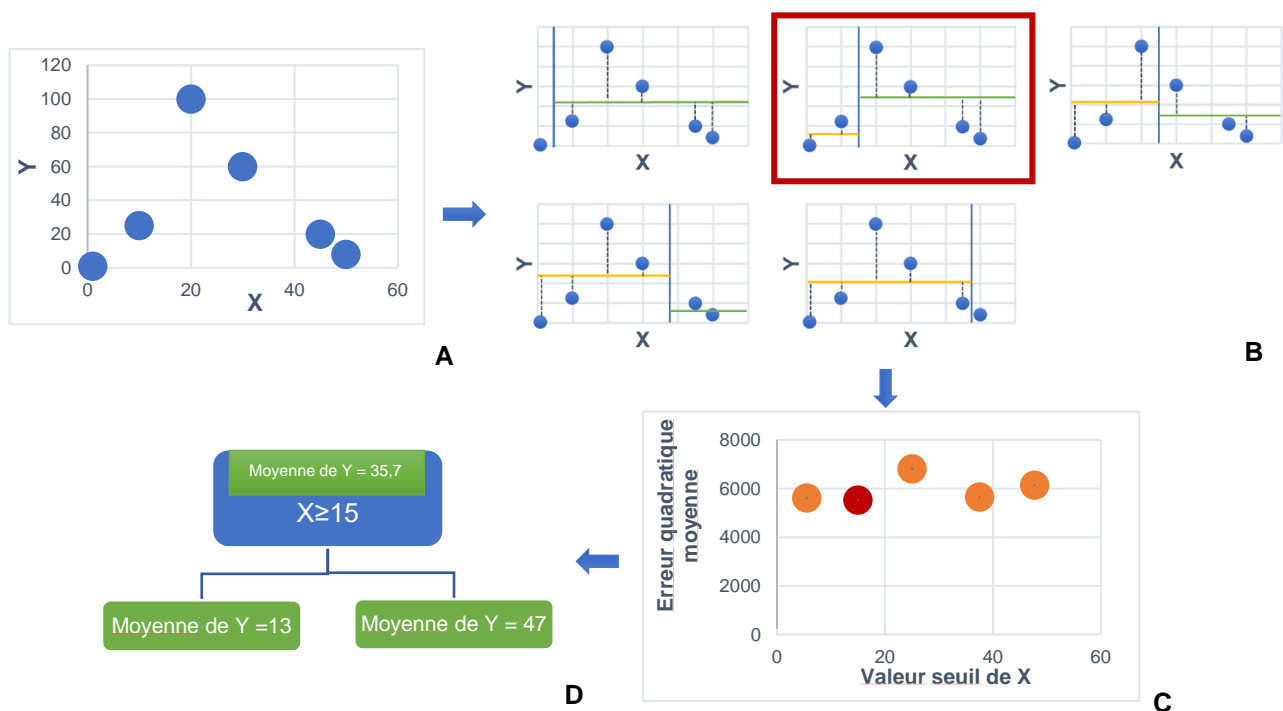 120
100
80
60
40
20
0
Y
0 20 40 60
X
A
Y
X
Y
X
Y
X
Y
X
Y
X
B
Moyenne de Y = 35,7
X≥15
Moyenne de Y =13
Moyenne de Y = 47
D
Erreur quadratique
moyenne
8000
6000
4000
2000
0
0 20 40 60
Valeur seuil de X
C